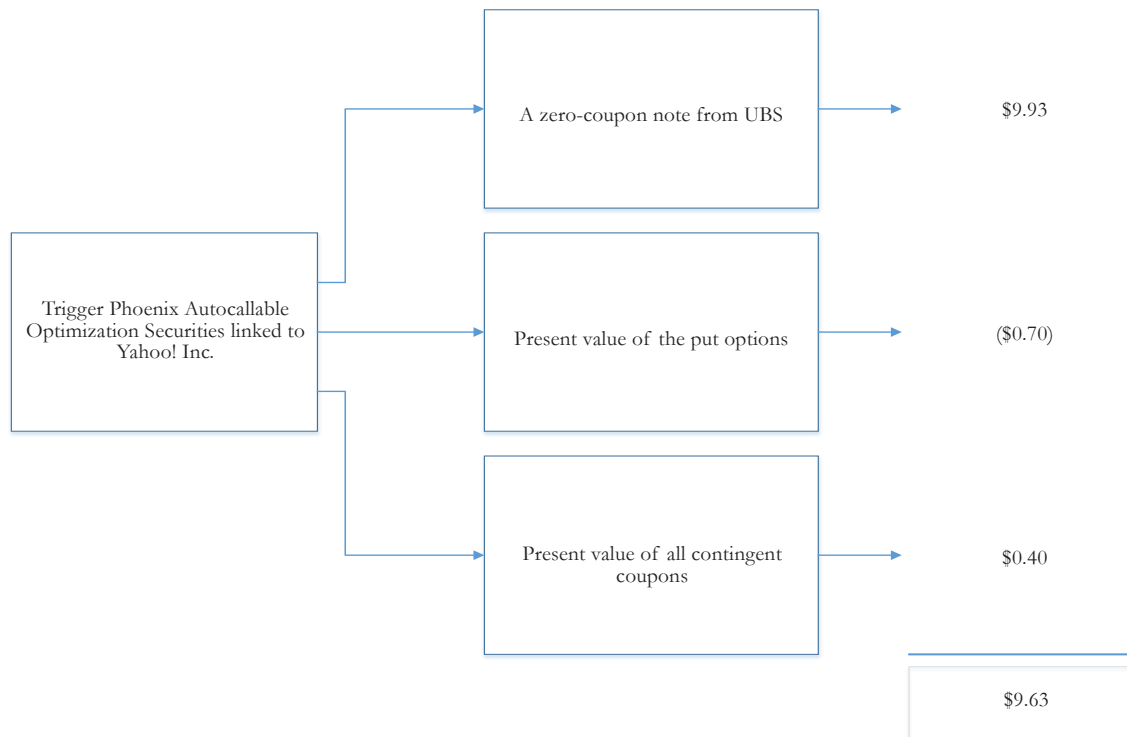 A zero-coupon note from UBS
$9.93
Trigger Phoenix Autocallable
Optimization Securities linked to
Yahoo! Inc.
Present value of the put options
($0.70)
Present value of all contingent
coupons
$0.40
$9.63